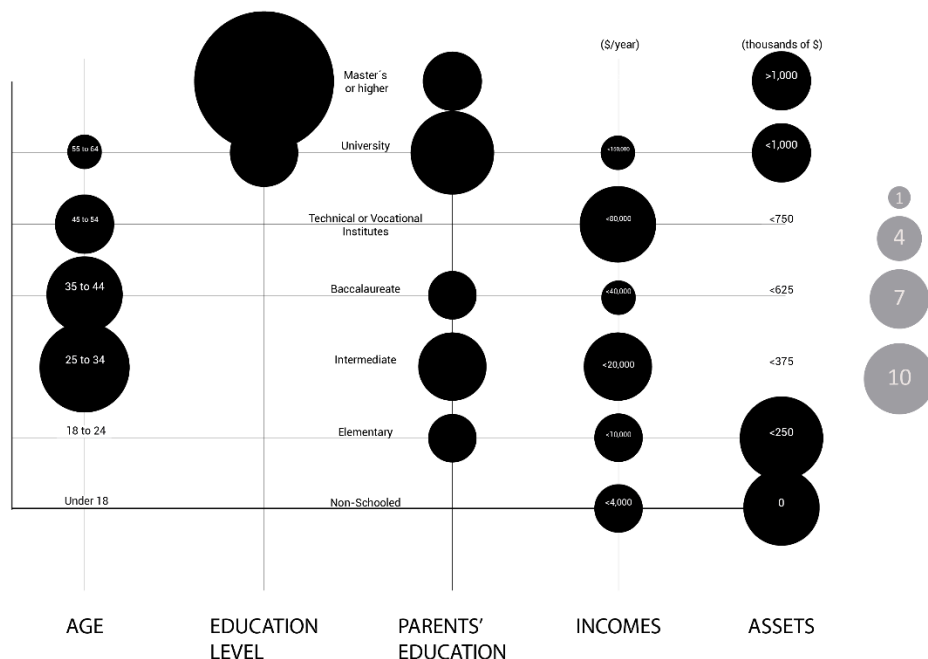 ($/year)
(thousands of $)
Master´s
or higher
>1,000
55 to 64
University
<1,000
1
45 to 54
Technical or Vocational
Institutes
<80,000
<750
4
35 to 44
Baccalaureate
<40,000
<625
7
25 to 34
Intermediate
<20,000
<375
10
18 to 24
Elementary
<10,000
<250
Under 18
Non-Schooled
<4,000
0
AGE
EDUCATION
LEVEL
PARENTS’
EDUCATION
INCOMES
ASSETS